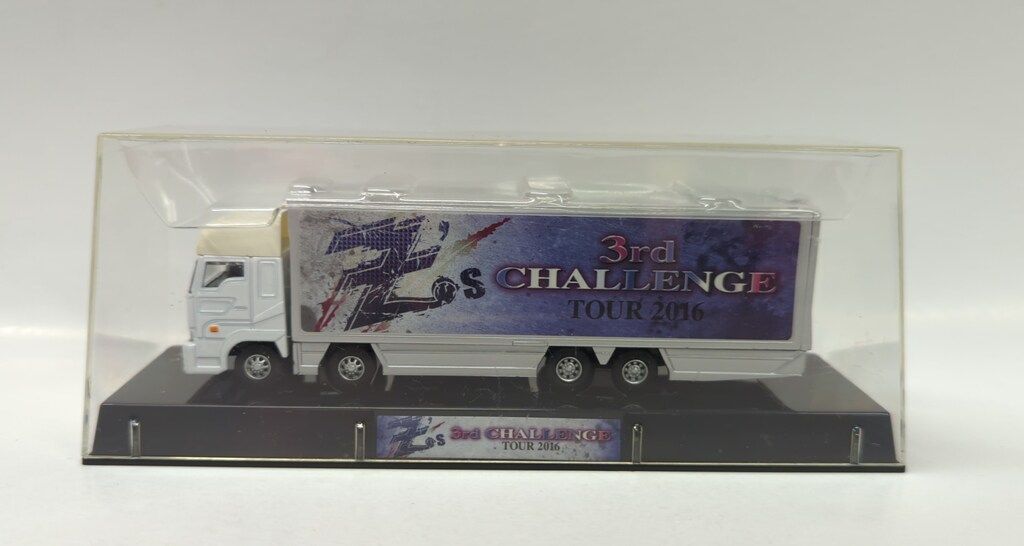 Z's
3rd
CHALLENGE
TOUR 2016
Z's
3rd CHALLENGE
TOUR 2016